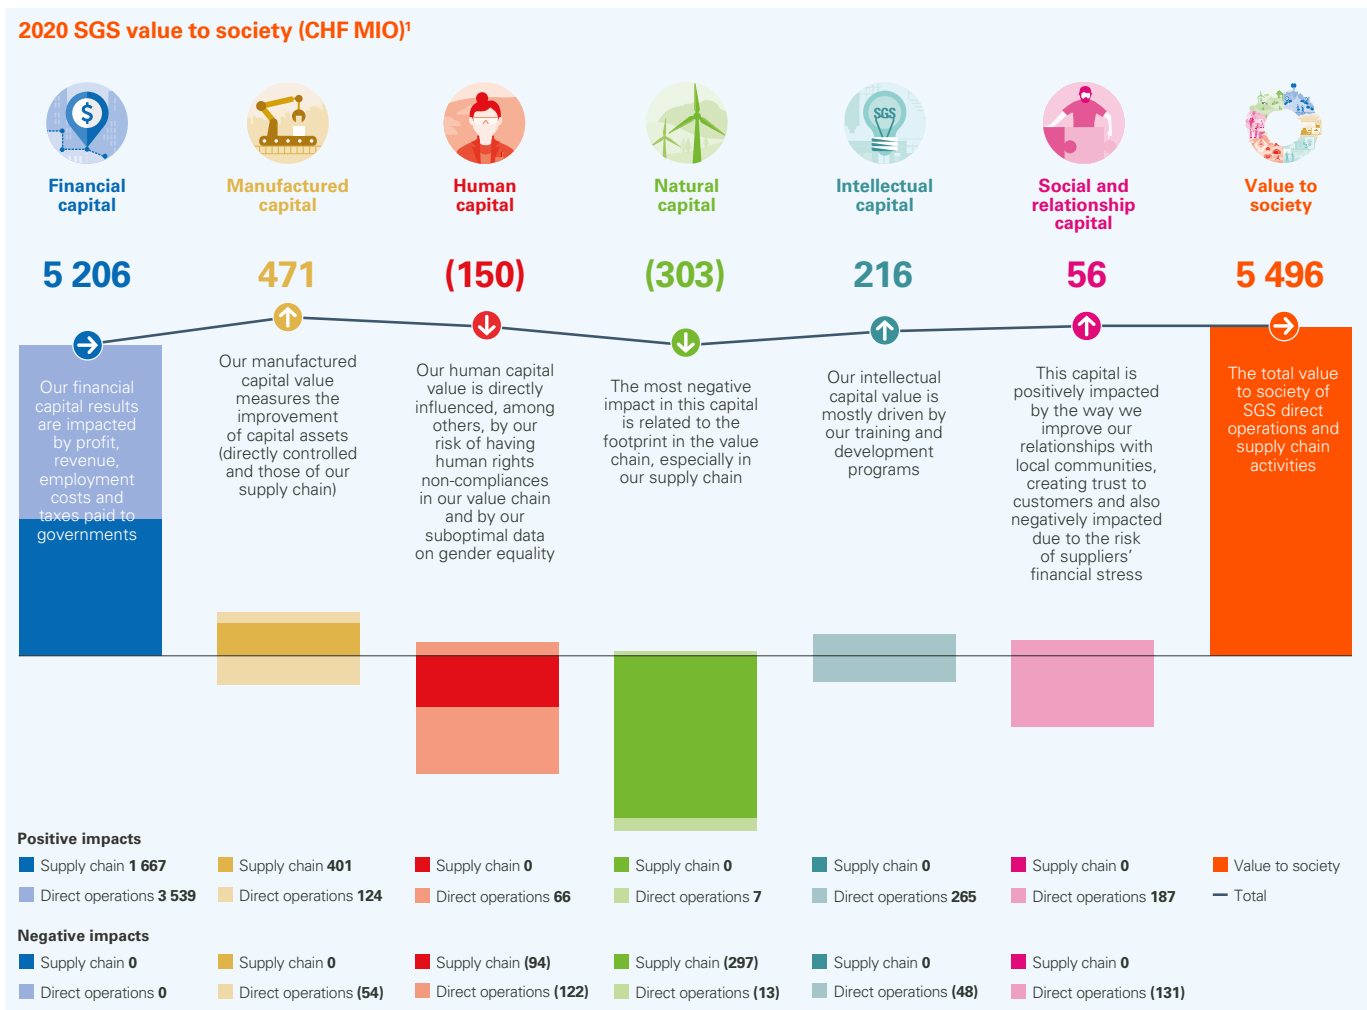 2020 SGS value to society (CHF MIO)¹
$
SGS
Financial
capital
Manufactured
capital
Human
capital
Natural
capital
Intellectual
capital
Social and
relationship
capital
Value to
society
5 206
471
(150)
(303)
216
56
5 496
Our financial
capital results
are impacted
by profit,
revenue,
employment
costs and
taxes paid to
governments
Our manufactured
capital value
measures the
improvement
of capital assets
(directly controlled
and those of our
supply chain)
Our human capital
value is directly
influenced, among
others, by our
risk of having
human rights
non-compliances
in our value chain
and by our
suboptimal data
on gender equality
The most negative
impact in this capital
is related to the
footprint in the value
chain, especially in
our supply chain
Our intellectual
capital value is
mostly driven by
our training and
development
programs
This capital is
positively impacted
by the way we
improve our
relationships with
local communities,
creating trust to
customers and also
negatively impacted
due to the risk
of suppliers’
financial stress
The total value
to society of
SGS direct
operations and
supply chain
activities
Positive impacts
Supply chain 1 667
Supply chain 401
Supply chain 0
Supply chain 0
Supply chain 0
Supply chain 0
Value to society
Direct operations 3 539
Direct operations 124
Direct operations 66
Direct operations 7
Direct operations 265
Direct operations 187
Total
Negative impacts
Supply chain 0
Supply chain 0
Supply chain (94)
Supply chain (297)
Supply chain 0
Supply chain 0
Direct operations 0
Direct operations (54)
Direct operations (122)
Direct operations (13)
Direct operations (48)
Direct operations (131)